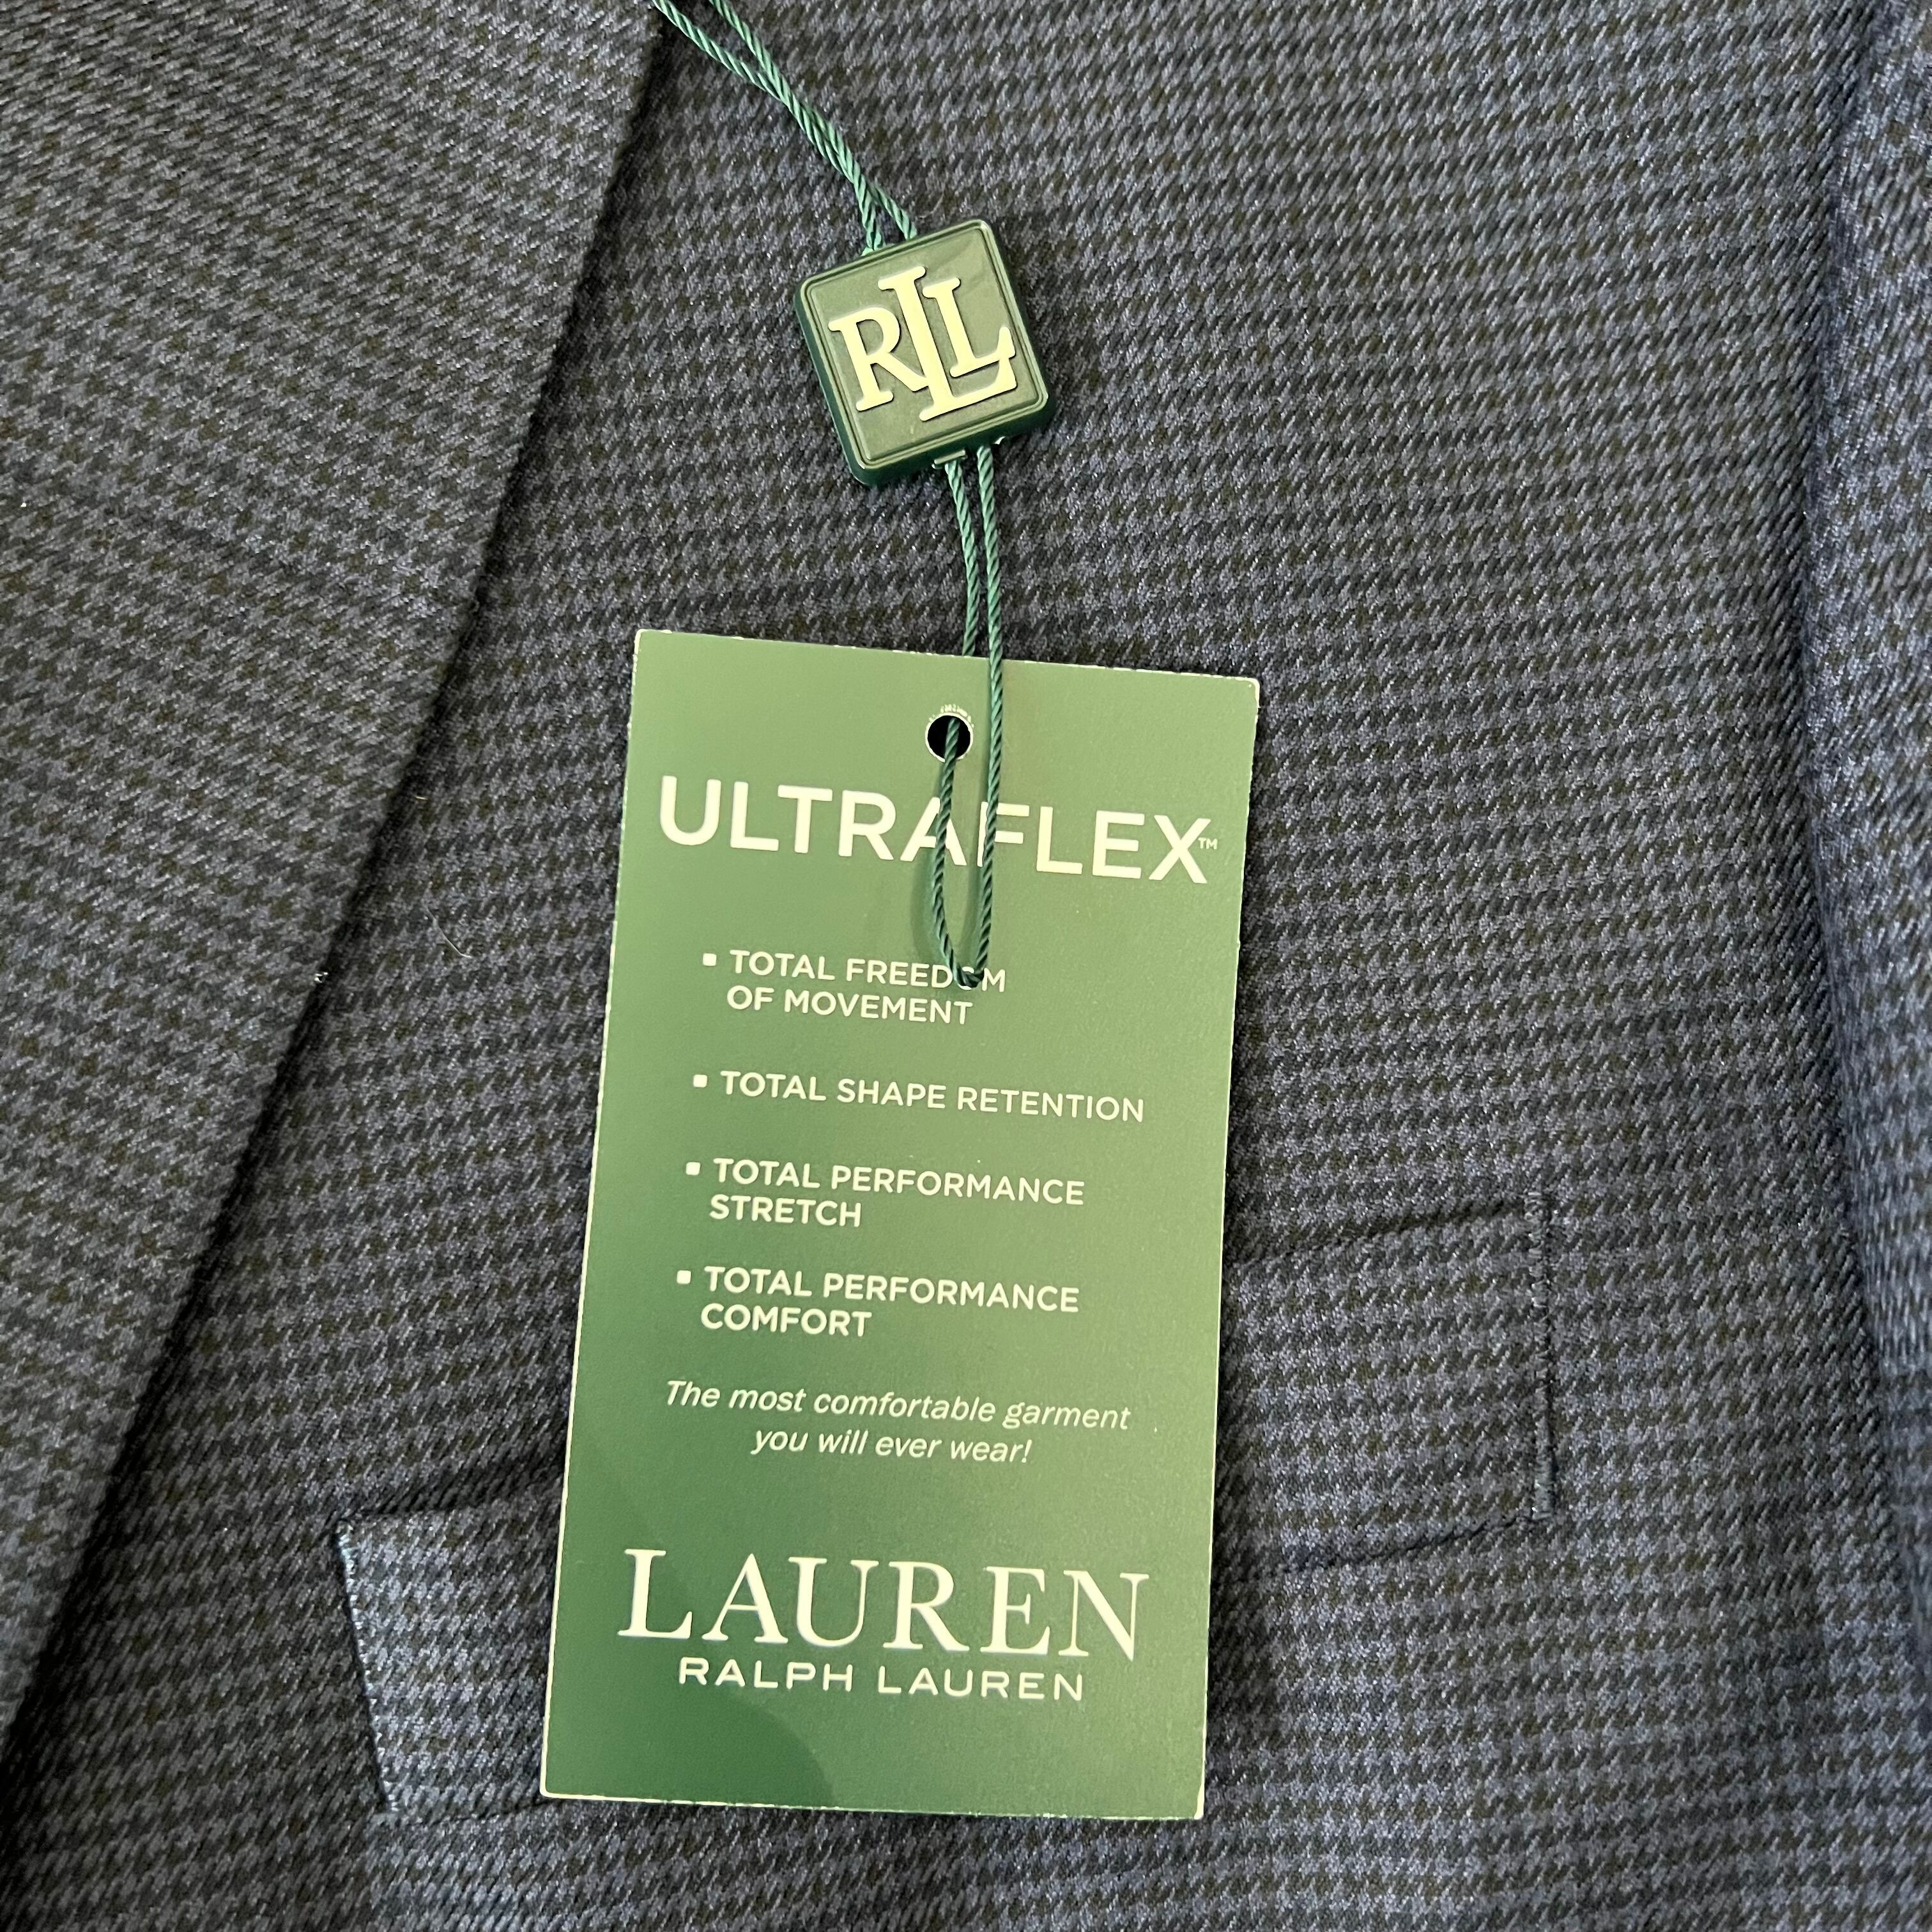 RLL
ULTRAFLEX™
▪ TOTAL FREEDOM
OF MOVEMENT
▪ TOTAL SHAPE RETENTION
▪ TOTAL PERFORMANCE
STRETCH
▪ TOTAL PERFORMANCE
COMFORT
The most comfortable garment
you will ever wear!
LAUREN
RALPH LAUREN